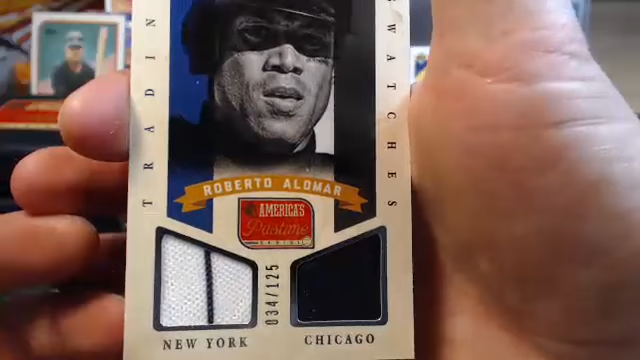 TRADIN
SWATCHES
ROBERTO ALOMAR
AMERICA'S
Pastime
034/125
NEW YORK
CHICAGO